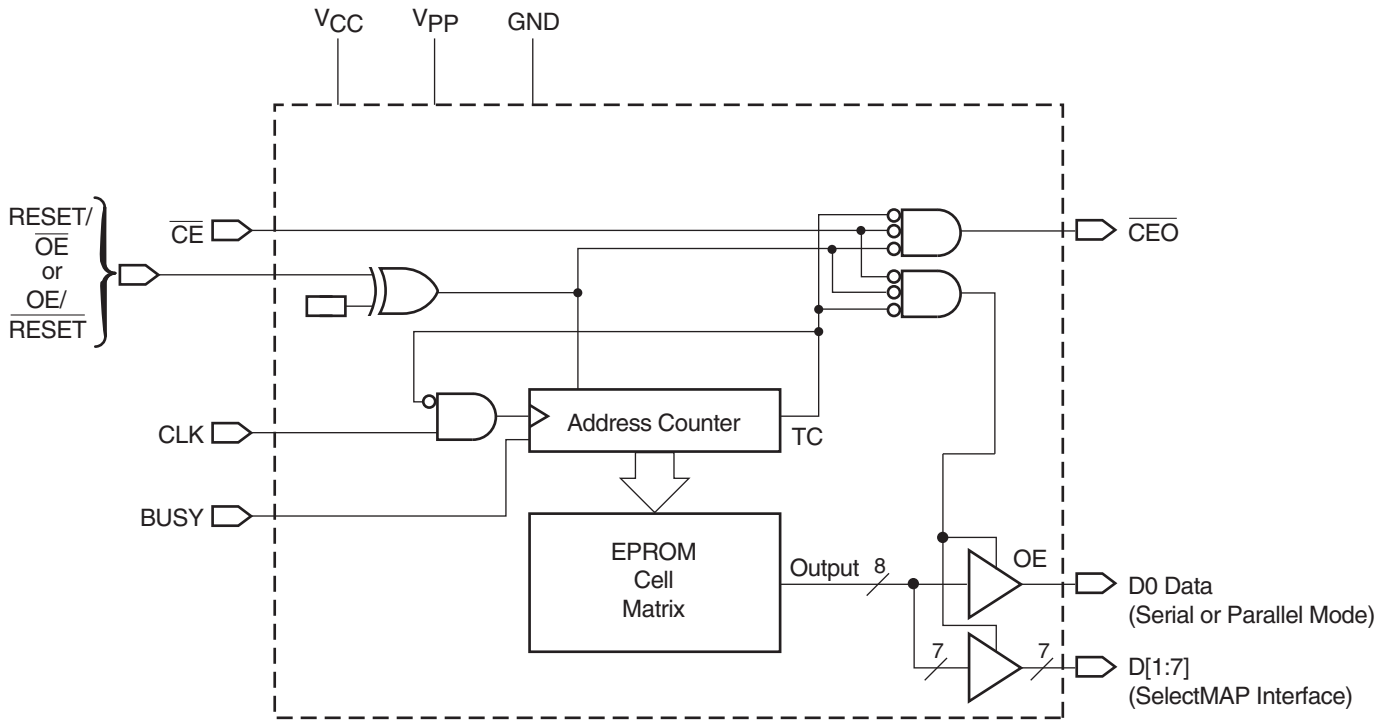 VCC
VPP
GND
RESET/
OE
or
OE/
RESET
CE
CEO
CLK
Address Counter
TC
BUSY
EPROM
Cell
Matrix
Output
8
OE
D0 Data
(Serial or Parallel Mode)
7
7
D[1:7]
(SelectMAP Interface)